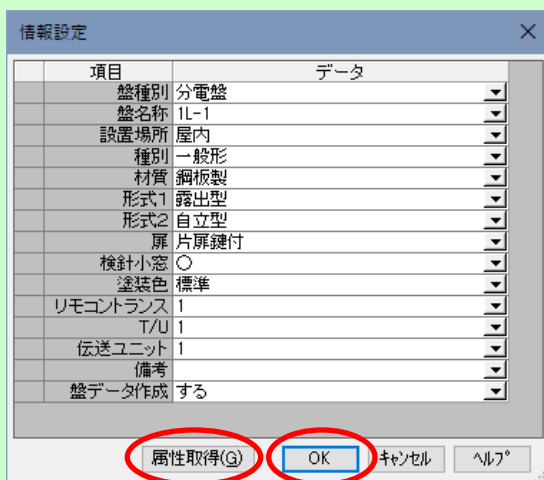 情報設定
項目 データ
盤種別 分電盤
盤名称 1L-1
設置場所 屋内
種別 一般形
材質 鋼板製
形式1 露出型
形式2 自立型
扉 片扉鍵付
検針小窓 ○
塗装色 標準
リモコントランス 1
T/U 1
伝送ユニット 1
備考
盤データ作成 する
属性取得(G) OK キャンセル ヘルプ